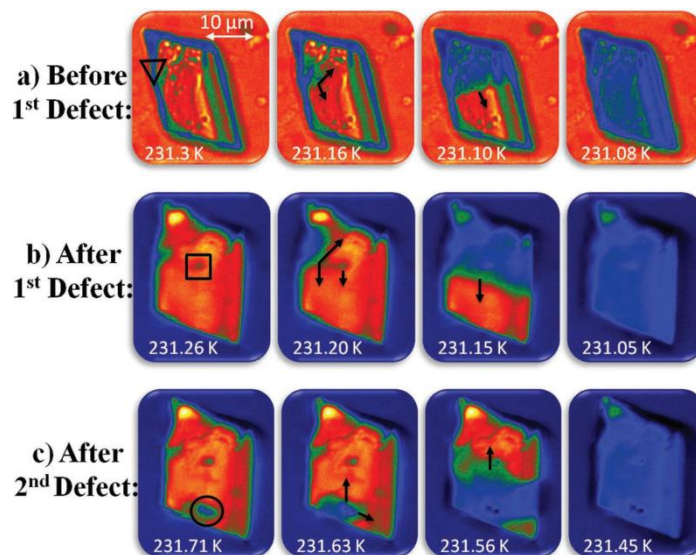 10 μm
a) Before
1st Defect:
231.3 K 231.16 K 231.10 K 231.08 K
b) After
1st Defect:
231.26 K 231.20 K 231.15 K 231.05 K
c) After
2nd Defect:
231.71 K 231.63 K 231.56 K 231.45 K